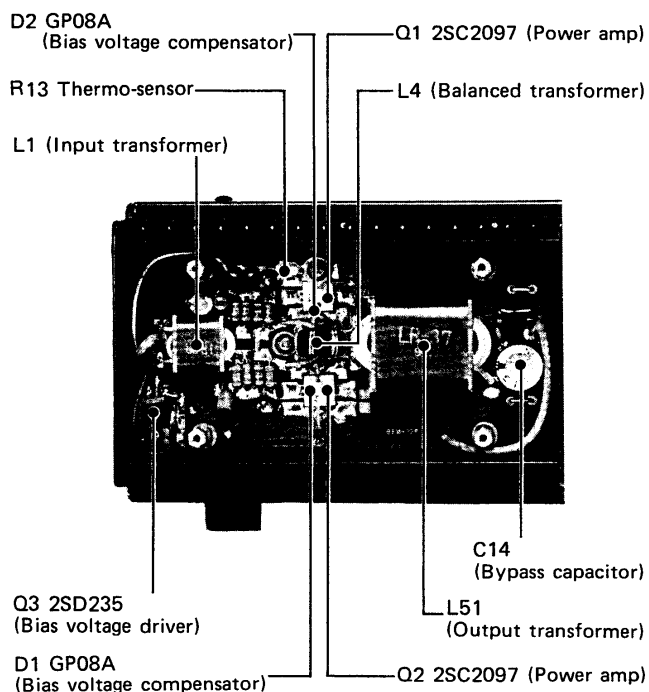 D2 GP08A
(Bias voltage compensator)
Q1 2SC2097 (Power amp)
R13 Thermo-sensor
L4 (Balanced transformer)
L1 (Input transformer)
C14
(Bypass capacitor)
Q3 2SD235
(Bias voltage driver)
L51
(Output transformer)
D1 GP08A
(Bias voltage compensator)
Q2 2SC2097 (Power amp)